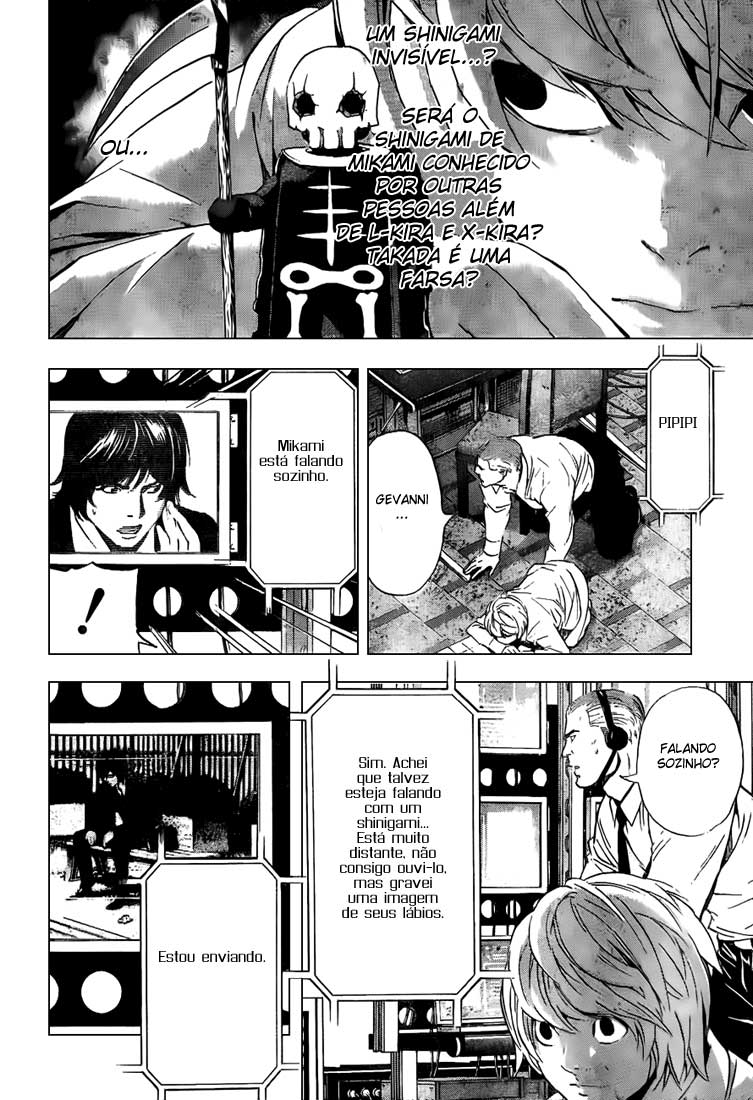 UM SHINIGAMI
INVISÍVEL...?
SERÁ O
SHINIGAMI DE
MIKAMI CONHECIDO
POR OUTRAS
PESSOAS ALÉM
DE L-KIRA E X-KIRA?
TAKADA É UMA
FARSA?
OU...
PIPIPI
GEVANNI
...
Mikami
está falando
sozinho.
!
FALANDO
SOZINHO?
Sim. Achei
que talvez
esteja falando
com um
shinigami...
Está muito
distante, não
consigo ouvi-lo,
mas gravei
uma imagem
de seus lábios.
Estou enviando.